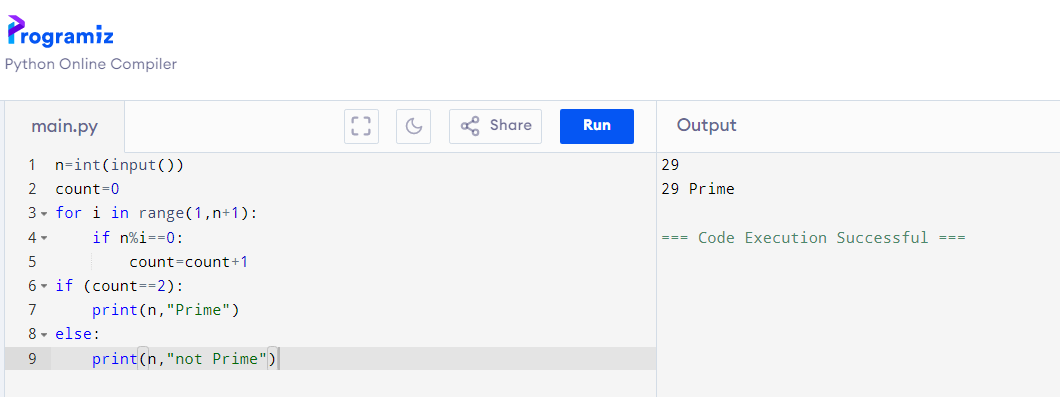 Programiz
Python Online Compiler
main.py
Share
Run
1 n=int(input())
2 count=0
3 for i in range(1,n+1):
4     if n%i==0:
5         count=count+1
6 if (count==2):
7     print(n,"Prime")
8 else:
9     print(n,"not Prime")
Output
29
29 Prime
=== Code Execution Successful ===